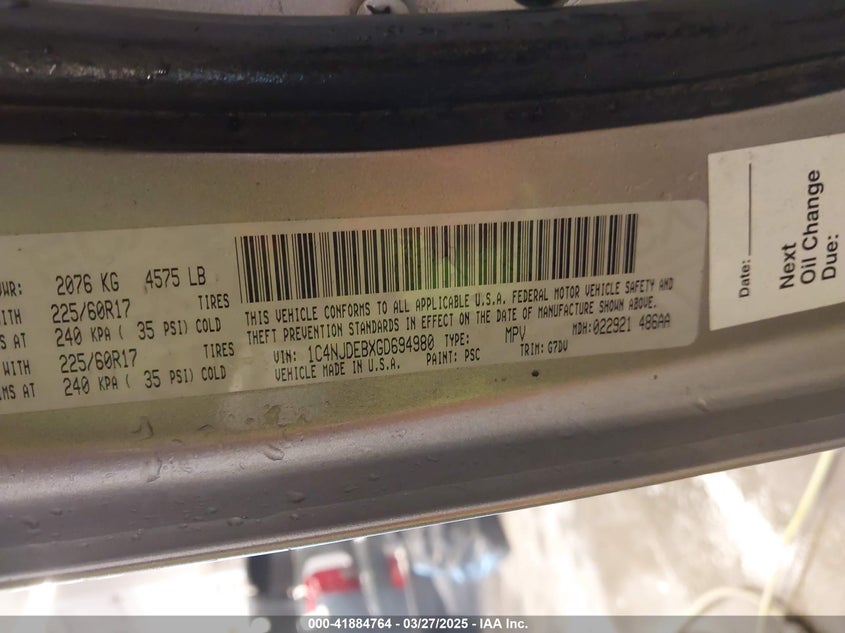 VWR: 2076 KG 4575 LB
WITH 225/60R17 TIRES
MS AT 240 KPA ( 35 PSI) COLD
WITH 225/60R17 TIRES
IMS AT 240 KPA ( 35 PSI) COLD
THIS VEHICLE CONFORMS TO ALL APPLICABLE U.S.A. FEDERAL MOTOR VEHICLE SAFETY AND
THEFT PREVENTION STANDARDS IN EFFECT ON THE DATE OF MANUFACTURE SHOWN ABOVE.
VIN: 1C4NJDEBXGD694980 TYPE: MPV MDH:022921 486AA
VEHICLE MADE IN U.S.A. PAINT: PSC TRIM: G7DV
Date:
Next
Oil Change
Due:
000-41884764 - 03/27/2025 - IAA Inc.